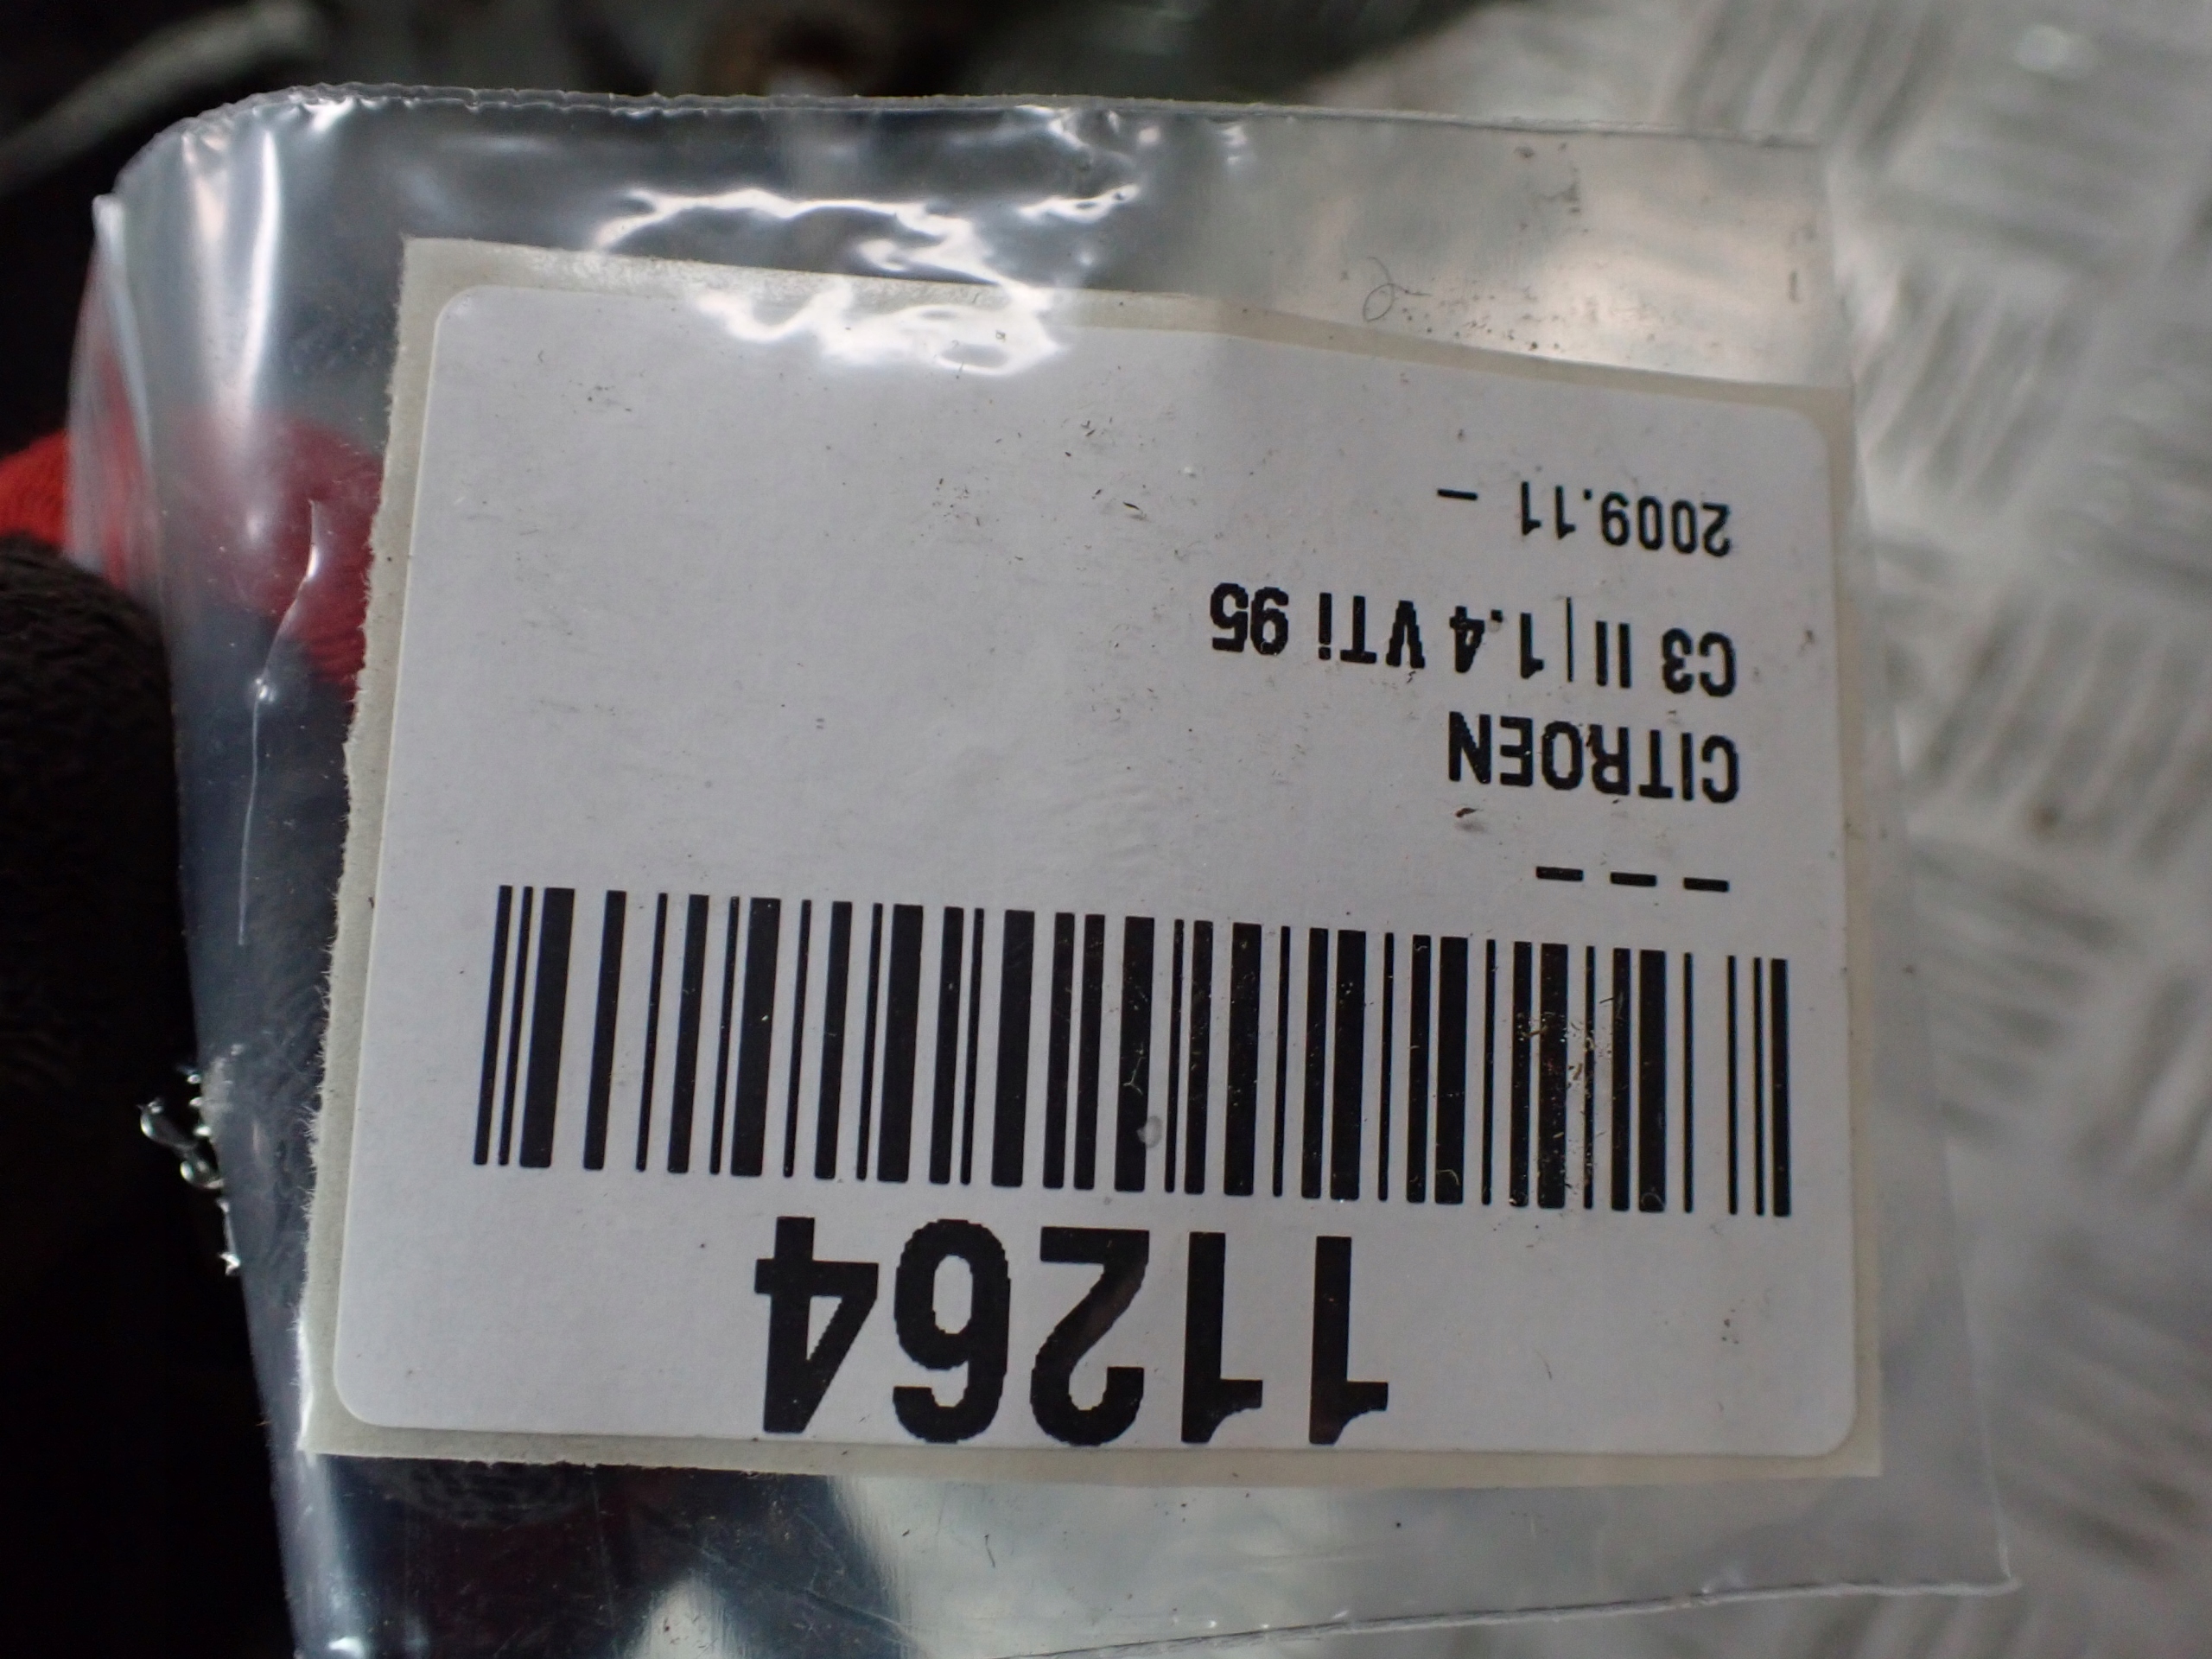 11264
– – –
CITROEN
C3 II|1.4 VTi 95
2009.11 –